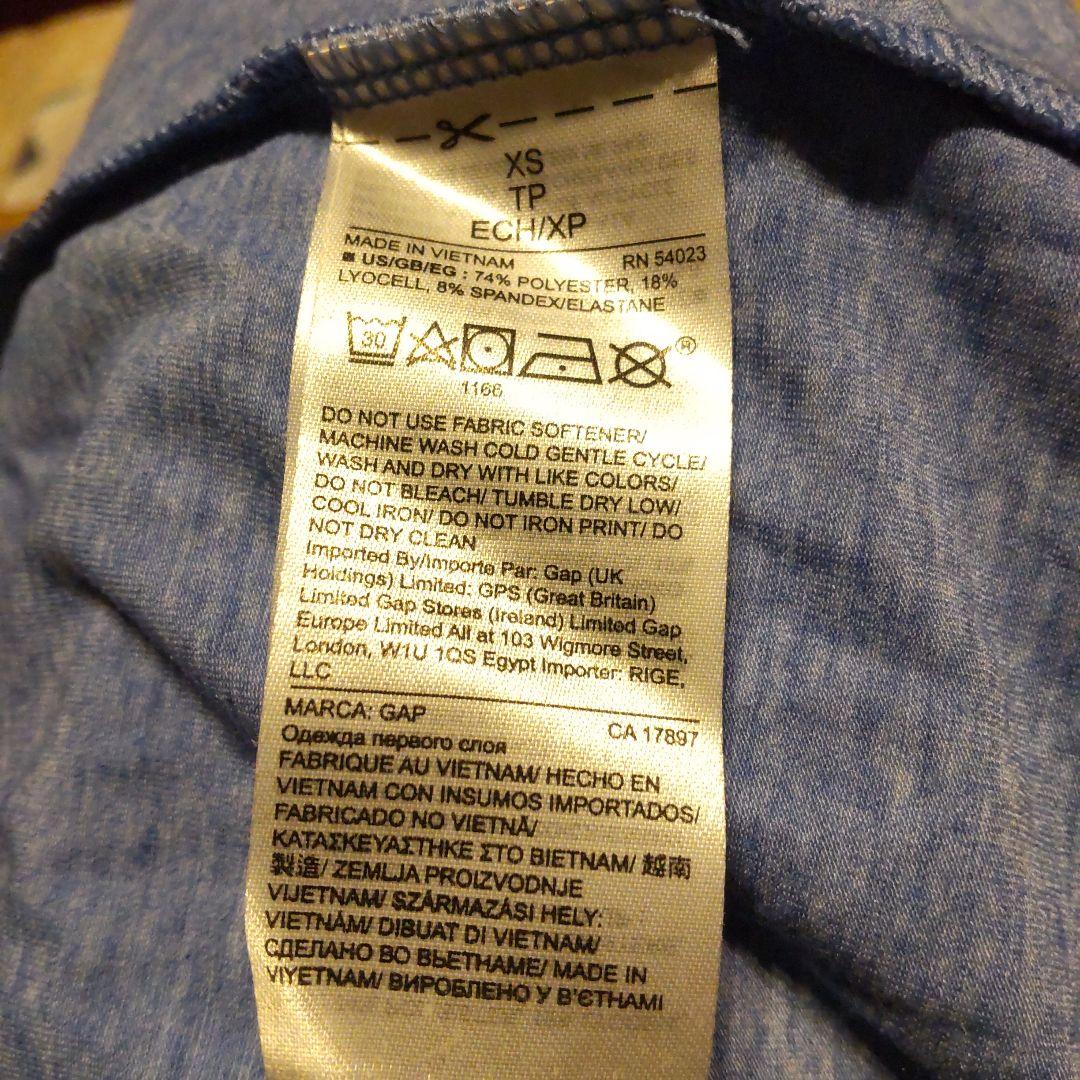 XS
TP
ECH/XP
MADE IN VIETNAM RN 54023
■ US/GB/EG : 74% POLYESTER, 18%
LYOCELL, 8% SPANDEX/ELASTANE
30
®
1166
DO NOT USE FABRIC SOFTENER/
MACHINE WASH COLD GENTLE CYCLE/
WASH AND DRY WITH LIKE COLORS/
DO NOT BLEACH/ TUMBLE DRY LOW/
COOL IRON/ DO NOT IRON PRINT/ DO
NOT DRY CLEAN
Imported By/Importe Par: Gap (UK
Holdings) Limited; GPS (Great Britain)
Limited Gap Stores (Ireland) Limited Gap
Europe Limited All at 103 Wigmore Street,
London, W1U 1QS Egypt Importer: RIGE,
LLC
MARCA: GAP CA 17897
Одежда первого слоя
FABRIQUE AU VIETNAM/ HECHO EN
VIETNAM CON INSUMOS IMPORTADOS/
FABRICADO NO VIETNÃ/
ΚΑΤΑΣΚΕΥΑΣΤΗΚΕ ΣΤΟ ΒΙΕΤΝΑΜ/ 越南
製造/ ZEMLJA PROIZVODNJE
VIJETNAM/ SZÁRMAZÁSI HELY:
VIETNÁM/ DIBUAT DI VIETNAM/
СДЕЛАНО ВО ВЬЕТНАМЕ/ MADE IN
VIYETNAM/ ВИРОБЛЕНО У В'ЄТНАМІ